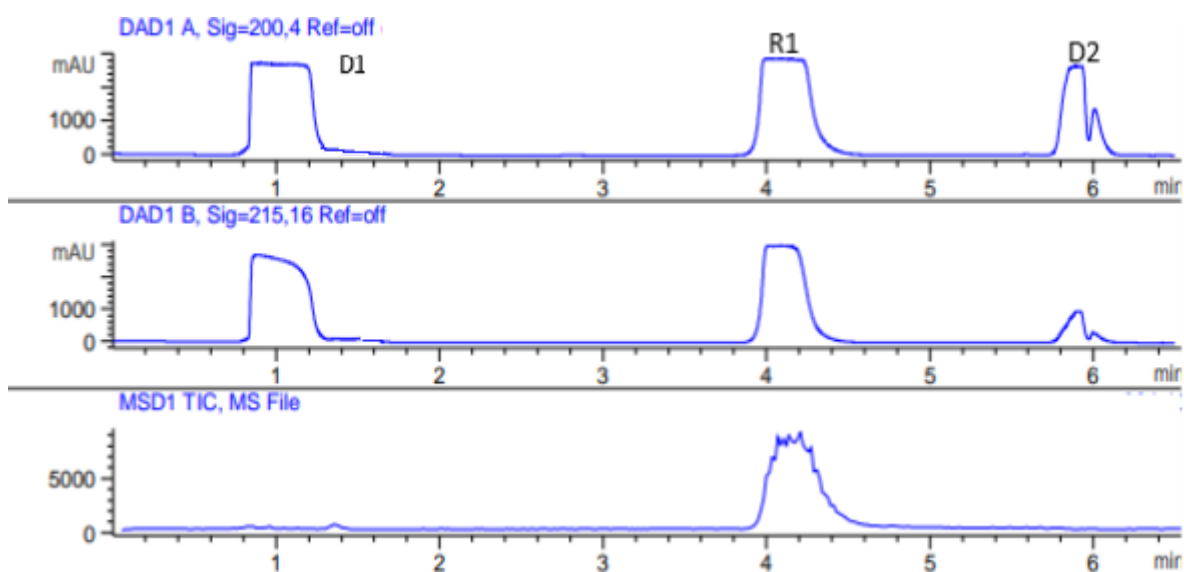 DAD1 A, Sig=200,4 Ref=off
mAU
1000
0
D1
R1
D2
1 2 3 4 5 6 min
DAD1 B, Sig=215,16 Ref=off
mAU
1000
0
1 2 3 4 5 6 min
MSD1 TIC, MS File
5000
0
1 2 3 4 5 6 min